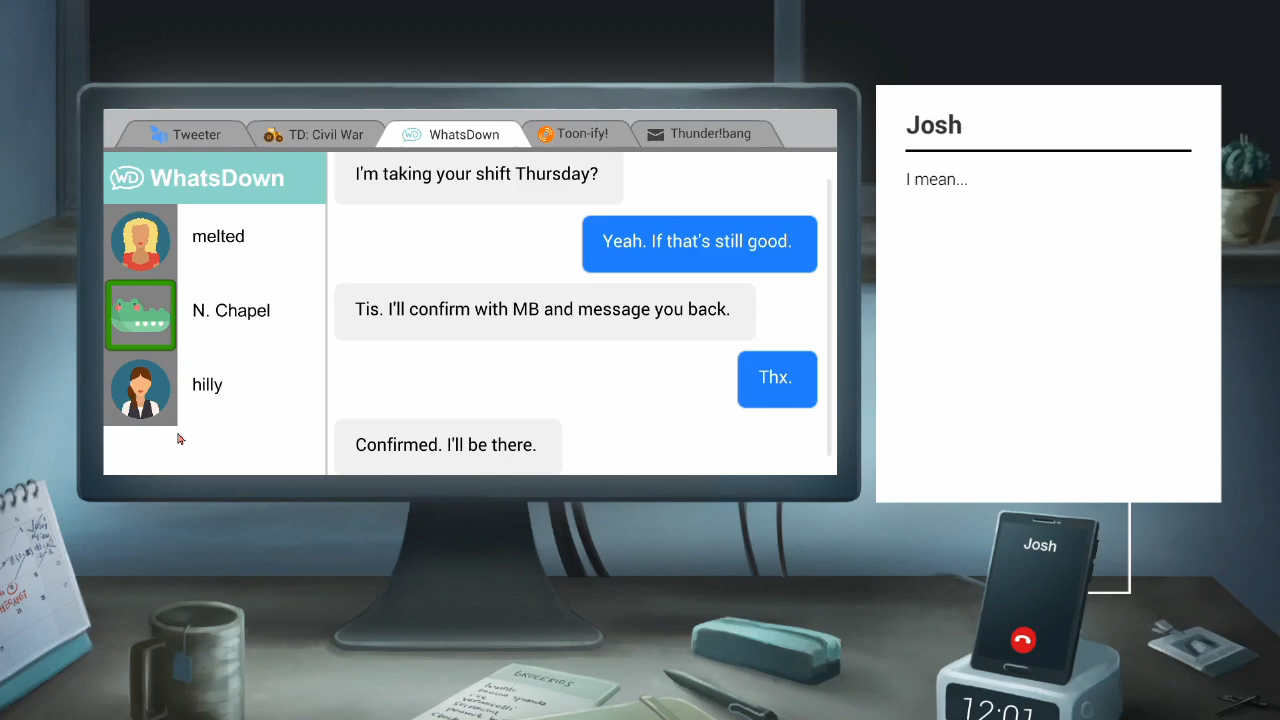 Tweeter
TD: Civil War
WhatsDown
Toon-ify!
Thunder!bang
WD WhatsDown
melted
N. Chapel
hilly
I'm taking your shift Thursday?
Yeah. If that's still good.
Tis. I'll confirm with MB and message you back.
Thx.
Confirmed. I'll be there.
Josh
I mean...
Josh
GROCERIES
12:01